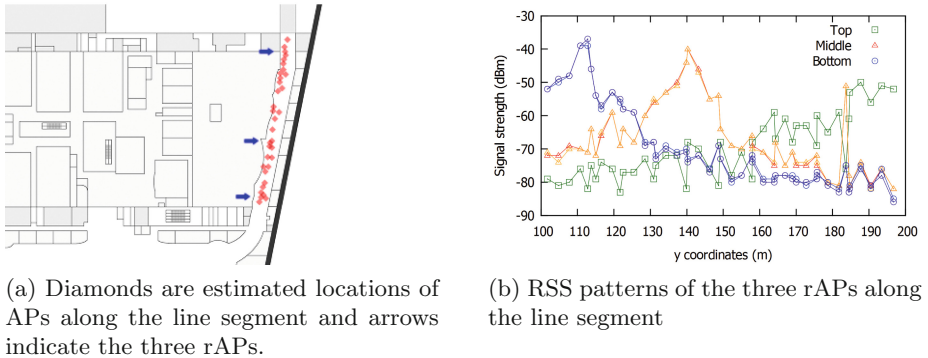 -30
-40
-50
-60
-70
-80
-90
100 110 120 130 140 150 160 170 180 190 200
Signal strength (dBm)
y coordinates (m)
Top
Middle
Bottom
(a) Diamonds are estimated locations of
APs along the line segment and arrows
indicate the three rAPs.
(b) RSS patterns of the three rAPs along
the line segment